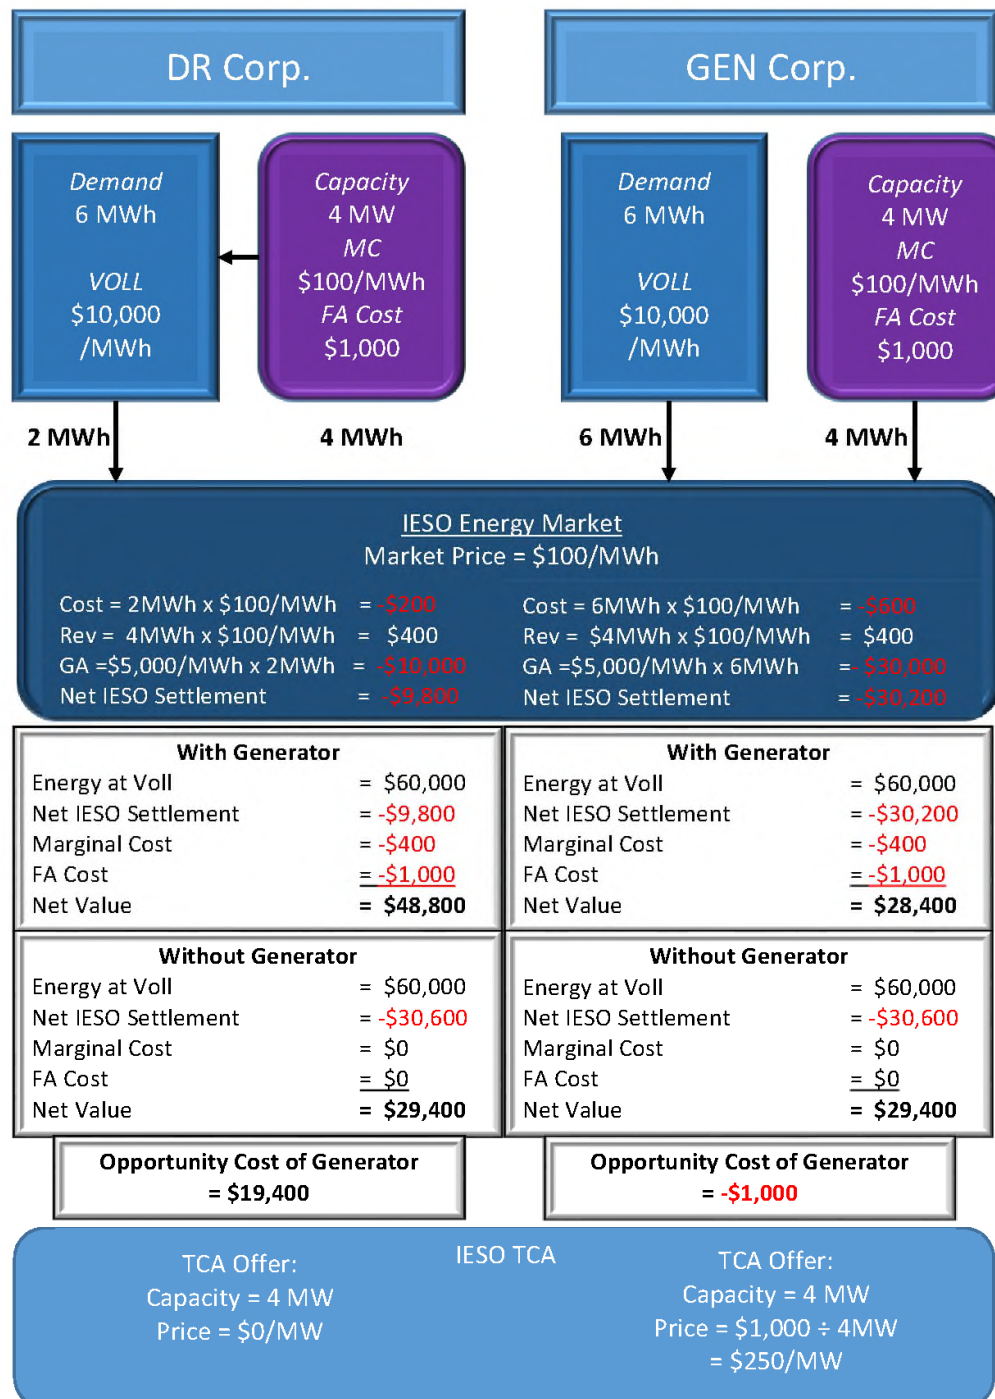 DR Corp.
GEN Corp.
Demand
6 MWh
VOLL
$10,000
/MWh
Capacity
4 MW
MC
$100/MWh
FA Cost
$1,000
Demand
6 MWh
VOLL
$10,000
/MWh
Capacity
4 MW
MC
$100/MWh
FA Cost
$1,000
2 MWh
4 MWh
6 MWh
4 MWh
IESO Energy Market
Market Price = $100/MWh
Cost = 2MWh x $100/MWh = -$200
Rev = 4MWh x $100/MWh = $400
GA =$5,000/MWh x 2MWh = -$10,000
Net IESO Settlement = -$9,800
Cost = 6MWh x $100/MWh = -$600
Rev = $4MWh x $100/MWh = $400
GA =$5,000/MWh x 6MWh =- $30,000
Net IESO Settlement = -$30,200
With Generator
Energy at Voll = $60,000
Net IESO Settlement = -$9,800
Marginal Cost = -$400
FA Cost = -$1,000
Net Value = $48,800
With Generator
Energy at Voll = $60,000
Net IESO Settlement = -$30,200
Marginal Cost = -$400
FA Cost = -$1,000
Net Value = $28,400
Without Generator
Energy at Voll = $60,000
Net IESO Settlement = -$30,600
Marginal Cost = $0
FA Cost = $0
Net Value = $29,400
Without Generator
Energy at Voll = $60,000
Net IESO Settlement = -$30,600
Marginal Cost = $0
FA Cost = $0
Net Value = $29,400
Opportunity Cost of Generator
= $19,400
Opportunity Cost of Generator
= -$1,000
IESO TCA
TCA Offer:
Capacity = 4 MW
Price = $0/MW
TCA Offer:
Capacity = 4 MW
Price = $1,000 ÷ 4MW
= $250/MW